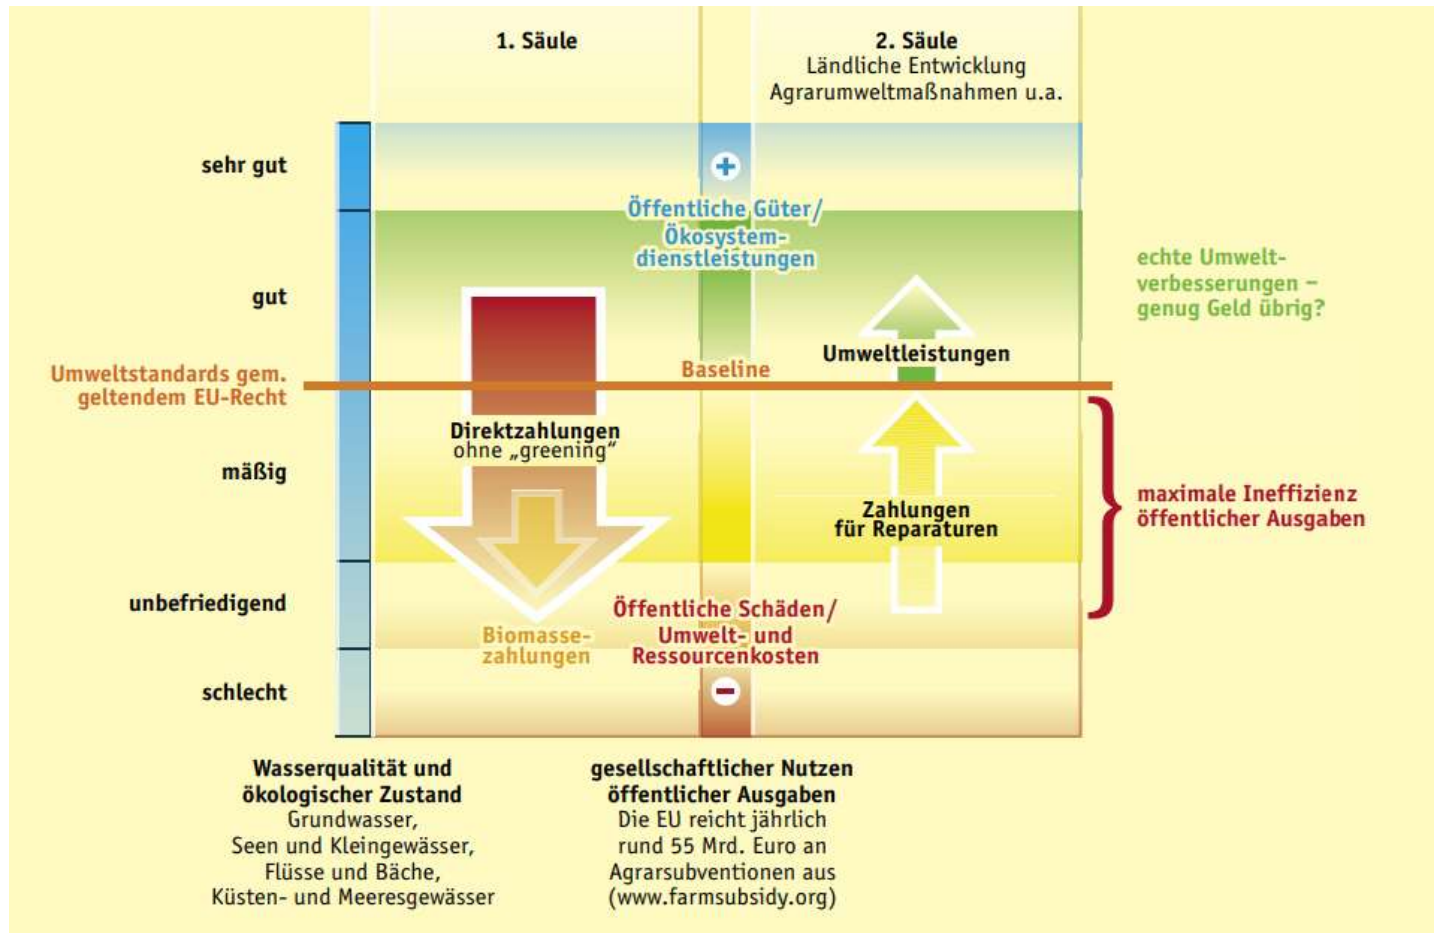 1. Säule
2. Säule
Ländliche Entwicklung
Agrarumweltmaßnahmen u.a.
sehr gut
gut
Umweltstandards gem.
geltendem EU-Recht
mäßig
unbefriedigend
schlecht
+
Öffentliche Güter/
Ökosystem-
dienstleistungen
Baseline
Direktzahlungen
ohne „greening“
Biomasse-
zahlungen
Öffentliche Schäden/
Umwelt- und
Ressourcenkosten
–
Umweltleistungen
Zahlungen
für Reparaturen
echte Umwelt-
verbesserungen –
genug Geld übrig?
maximale Ineffizienz
öffentlicher Ausgaben
Wasserqualität und
ökologischer Zustand
Grundwasser,
Seen und Kleingewässer,
Flüsse und Bäche,
Küsten- und Meeresgewässer
gesellschaftlicher Nutzen
öffentlicher Ausgaben
Die EU reicht jährlich
rund 55 Mrd. Euro an
Agrarsubventionen aus
(www.farmsubsidy.org)